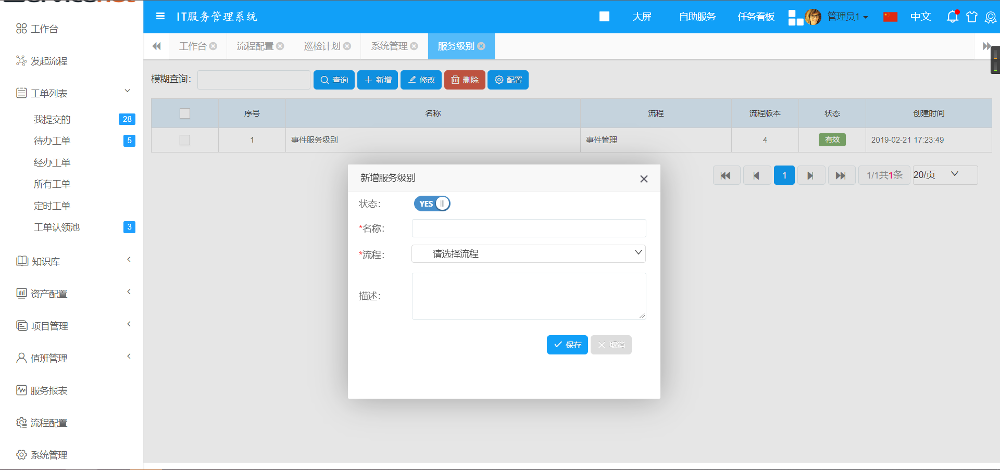 IT服务管理系统
大屏
自助服务
任务看板
管理员1
中文
工作台
发起流程
工单列表
我提交的 28
待办工单 5
经办工单
所有工单
定时工单
工单认领池 3
知识库
资产配置
项目管理
值班管理
服务报表
流程配置
系统管理
工作台 流程配置 巡检计划 系统管理 服务级别
模糊查询: 查询 新增 修改 删除 配置
序号 名称 流程 流程版本 状态 创建时间
1 事件服务级别 事件管理 4 有效 2019-02-21 17:23:49
1 1/1共1条 20/页
新增服务级别
状态: YES
*名称:
*流程: 请选择流程
描述:
保存 取消